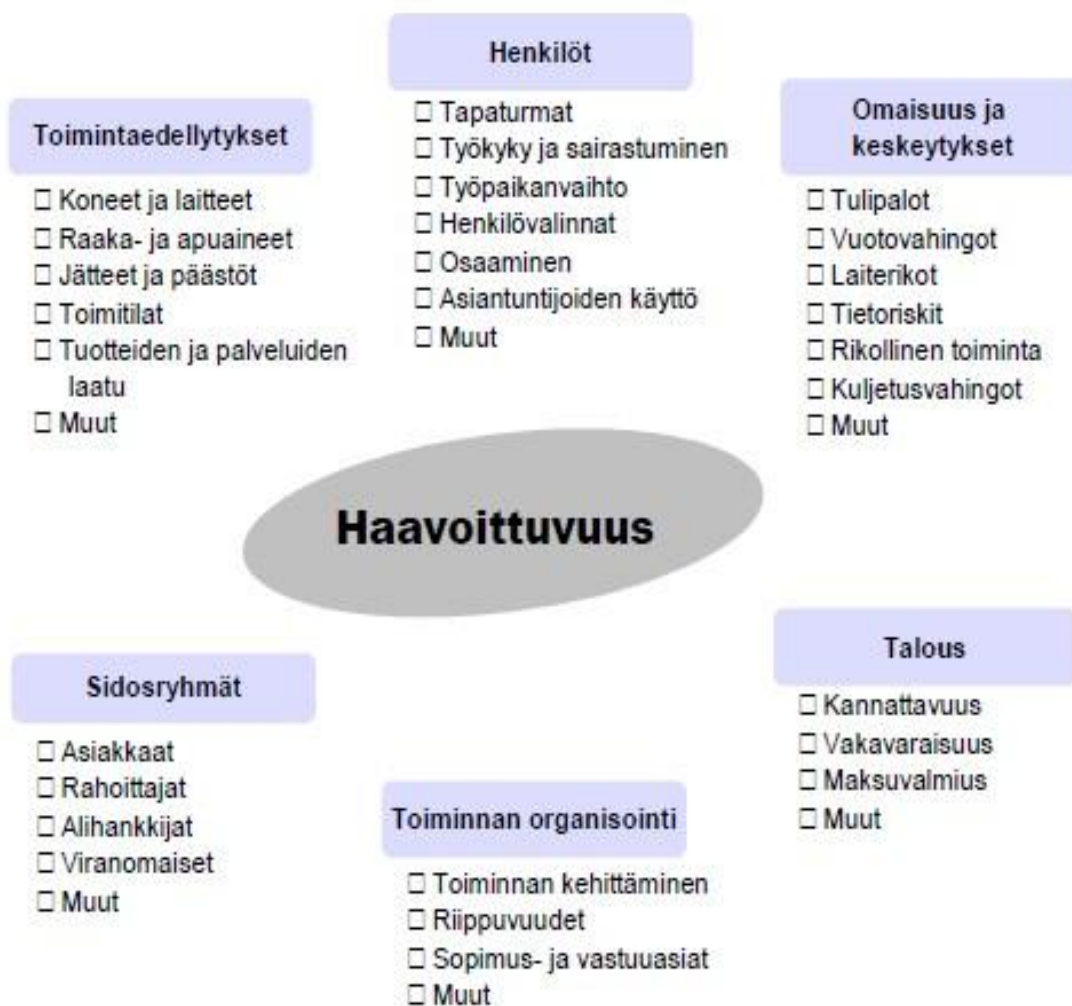 Henkilöt
□ Tapaturmat
□ Työkyky ja sairastuminen
□ Työpaikanvaihto
□ Henkilövalinnat
□ Osaaminen
□ Asiantuntijoiden käyttö
□ Muut
Toimintaedellytykset
□ Koneet ja laitteet
□ Raaka- ja apuaineet
□ Jätteet ja päästöt
□ Toimitilat
□ Tuotteiden ja palveluiden
laatu
□ Muut
Omaisuus ja
keskeytykset
□ Tulipalot
□ Vuotovahingot
□ Laiterikot
□ Tietoriskit
□ Rikollinen toiminta
□ Kuljetusvahingot
□ Muut
Haavoittuvuus
Sidosryhmät
□ Asiakkaat
□ Rahoittajat
□ Alihankkijat
□ Viranomaiset
□ Muut
Toiminnan organisointi
□ Toiminnan kehittäminen
□ Riippuvuudet
□ Sopimus- ja vastuuasiat
□ Muut
Talous
□ Kannattavuus
□ Vakavaraisuus
□ Maksuvalmius
□ Muut